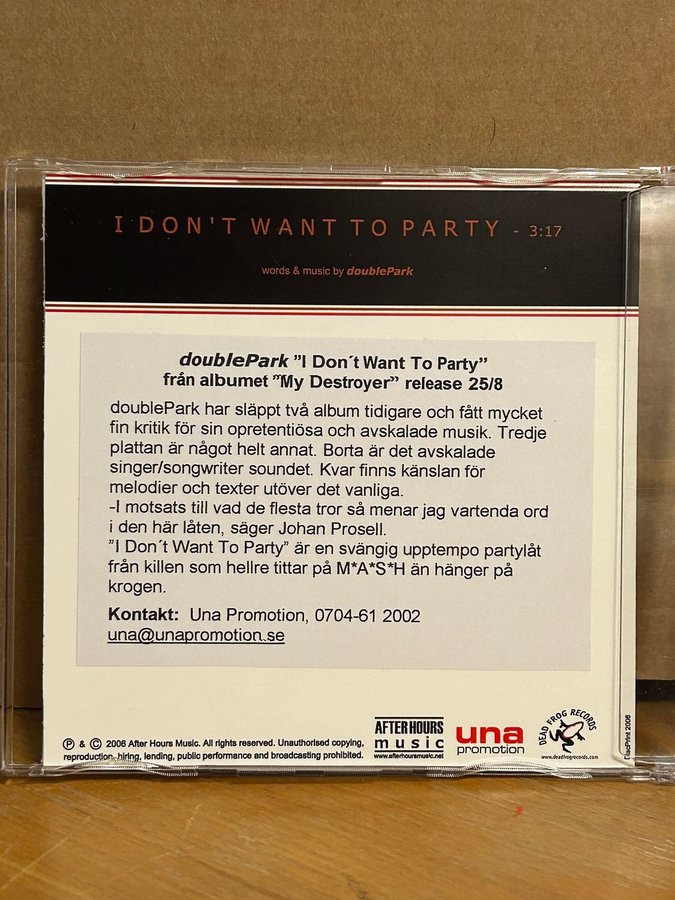 I DON'T WANT TO PARTY - 3:17
words & music by doublePark
doublePark ”I Don´t Want To Party”
från albumet ”My Destroyer” release 25/8
doublePark har släppt två album tidigare och fått mycket
fin kritik för sin opretentiösa och avskalade musik. Tredje
plattan är något helt annat. Borta är det avskalade
singer/songwriter soundet. Kvar finns känslan för
melodier och texter utöver det vanliga.
-I motsats till vad de flesta tror så menar jag vartenda ord
i den här låten, säger Johan Prosell.
”I Don´t Want To Party” är en svängig upptempo partylåt
från killen som hellre tittar på M*A*S*H än hänger på
krogen.
Kontakt: Una Promotion, 0704-61 2002
una@unapromotion.se
Ⓟ & © 2006 After Hours Music. All rights reserved. Unauthorised copying,
reproduction, hiring, lending, public performance and broadcasting prohibited.
AFTER HOURS
music
www.afterhoursmusic.net
una
promotion
DEAD FROG RECORDS
www.deadfrogrecords.com
DiscPrint 2006